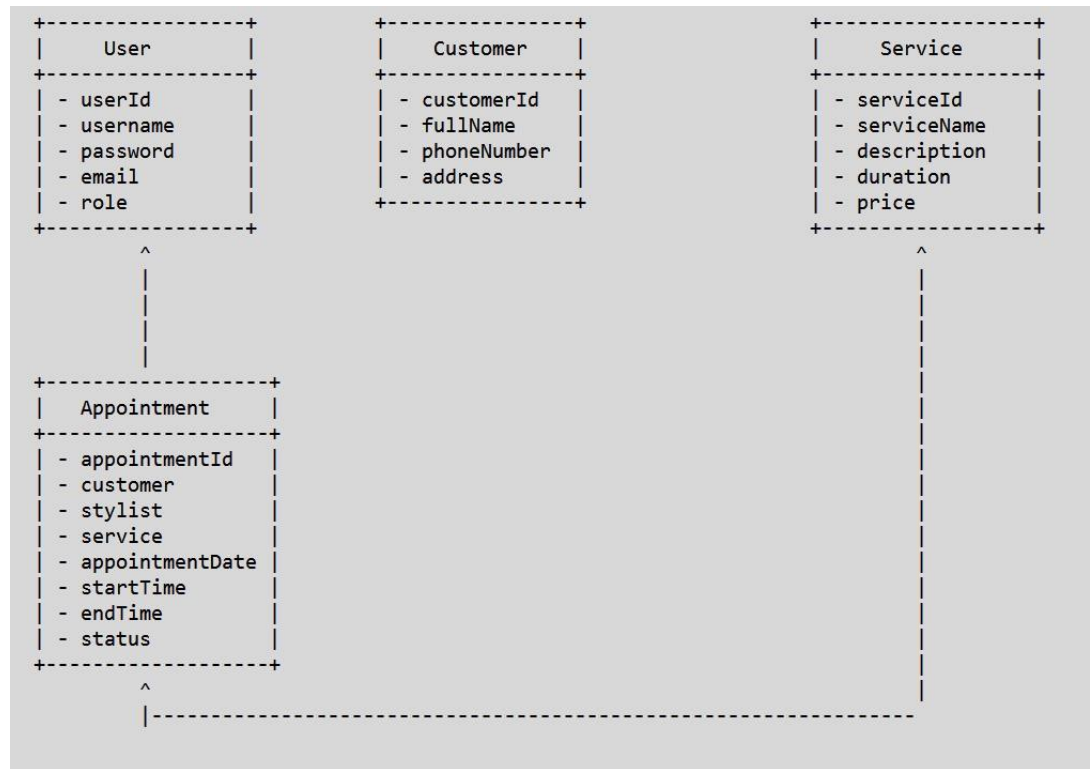 +-----------------+          +----------------+                    +------------------+
|      User       |          |    Customer    |                    |     Service      |
+-----------------+          +----------------+                    +------------------+
| - userId        |          | - customerId   |                    | - serviceId      |
| - username      |          | - fullName     |                    | - serviceName    |
| - password      |          | - phoneNumber  |                    | - description    |
| - email         |          | - address      |                    | - duration       |
| - role          |          +----------------+                    | - price          |
+-----------------+                                                +------------------+
         ^                                                                  ^
         |                                                                  |
         |                                                                  |
         |                                                                  |
         |                                                                  |
+-------------------+                                                       |
|   Appointment     |                                                       |
+-------------------+                                                       |
| - appointmentId   |                                                       |
| - customer        |                                                       |
| - stylist         |                                                       |
| - service         |                                                       |
| - appointmentDate |                                                       |
| - startTime       |                                                       |
| - endTime         |                                                       |
| - status          |                                                       |
+-------------------+                                                       |
         ^                                                                  |
         |-----------------------------------------------------------------